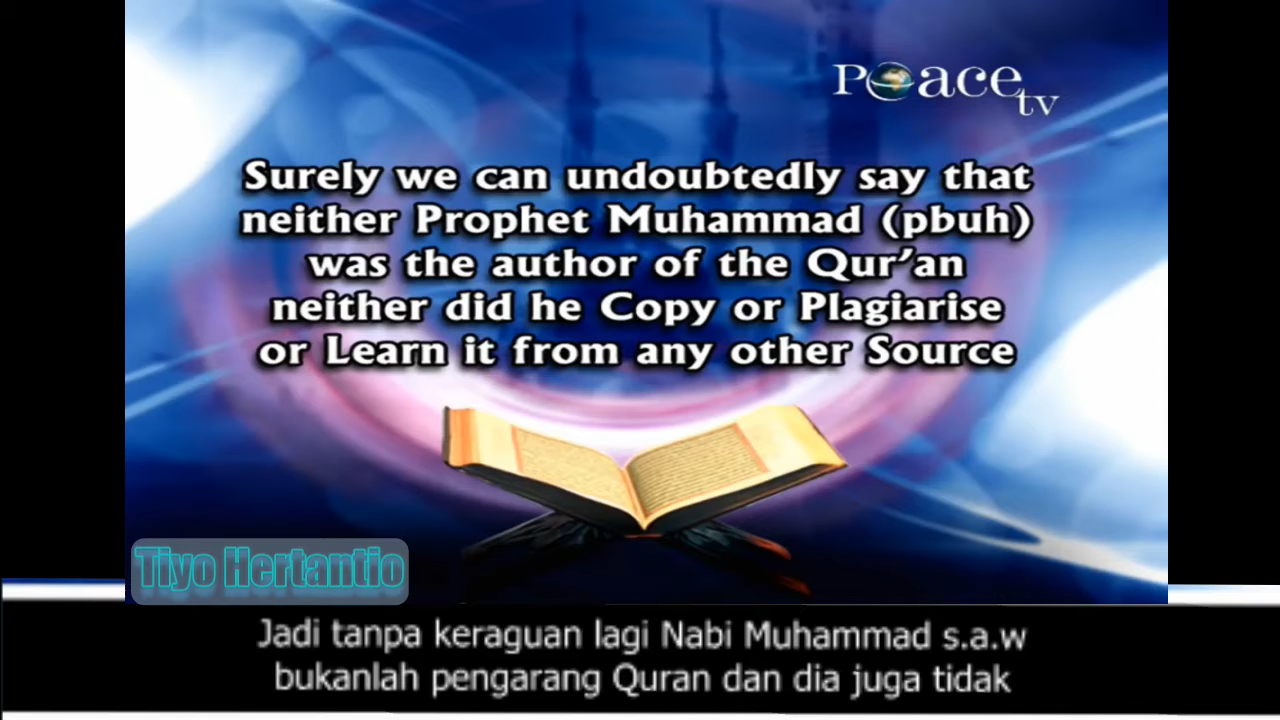 Peace tv
Surely we can undoubtedly say that
neither Prophet Muhammad (pbuh)
was the author of the Qur’an
neither did he Copy or Plagiarise
or Learn it from any other Source
Tiyo Hertantio
Jadi tanpa keraguan lagi Nabi Muhammad s.a.w
bukanlah pengarang Quran dan dia juga tidak